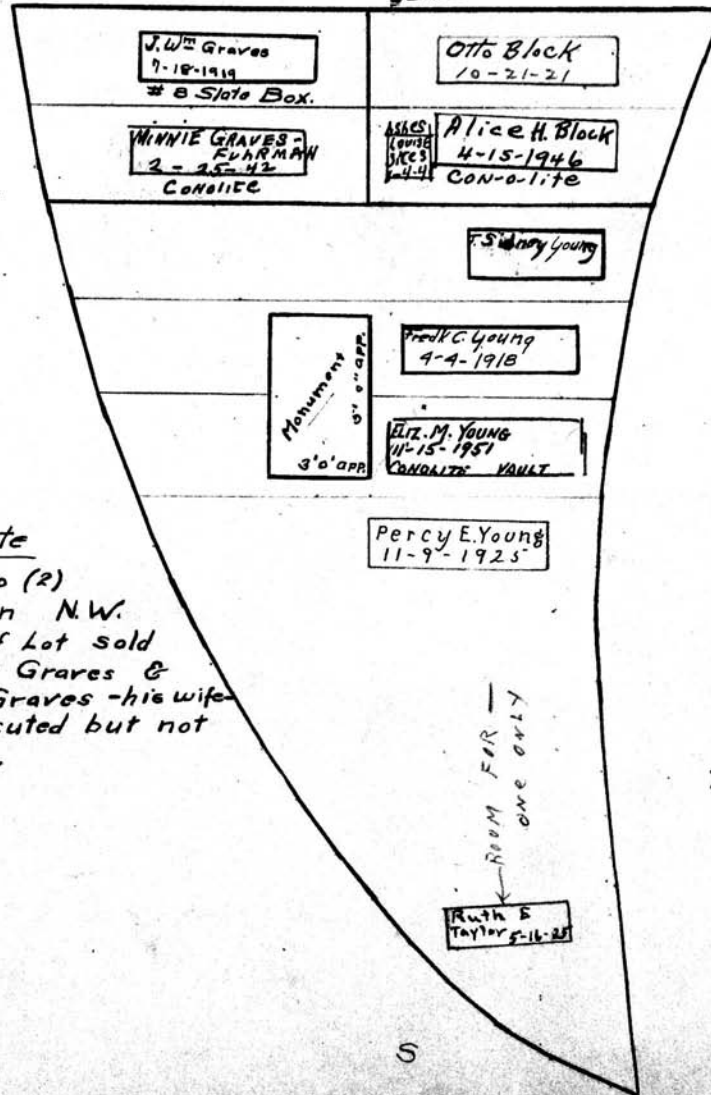 J. Wm Graves
7-18-1919
# 8 Slate Box.
Otto Block
10-21-21
MINNIE GRAVES-
FUHRMAN
2-25-42
CONOLITE
Ashes
LOUISE
Alice H. Block
4-15-1946
CON-O-lite
T. Sidney Young
Monument
5' 0" APP.
3' 0" APP.
Fredk C. Young
4-4-1918
ELIZ. M. YOUNG
11-15-1951
CONOLITE VAULT
Percy E. Young
11-9-1925
te
o (2)
n N.W.
f Lot sold
Graves &
Graves - his wife-
cuted but not
ROOM FOR —
ONE ONLY
Ruth E
Taylor 5-16-25
S